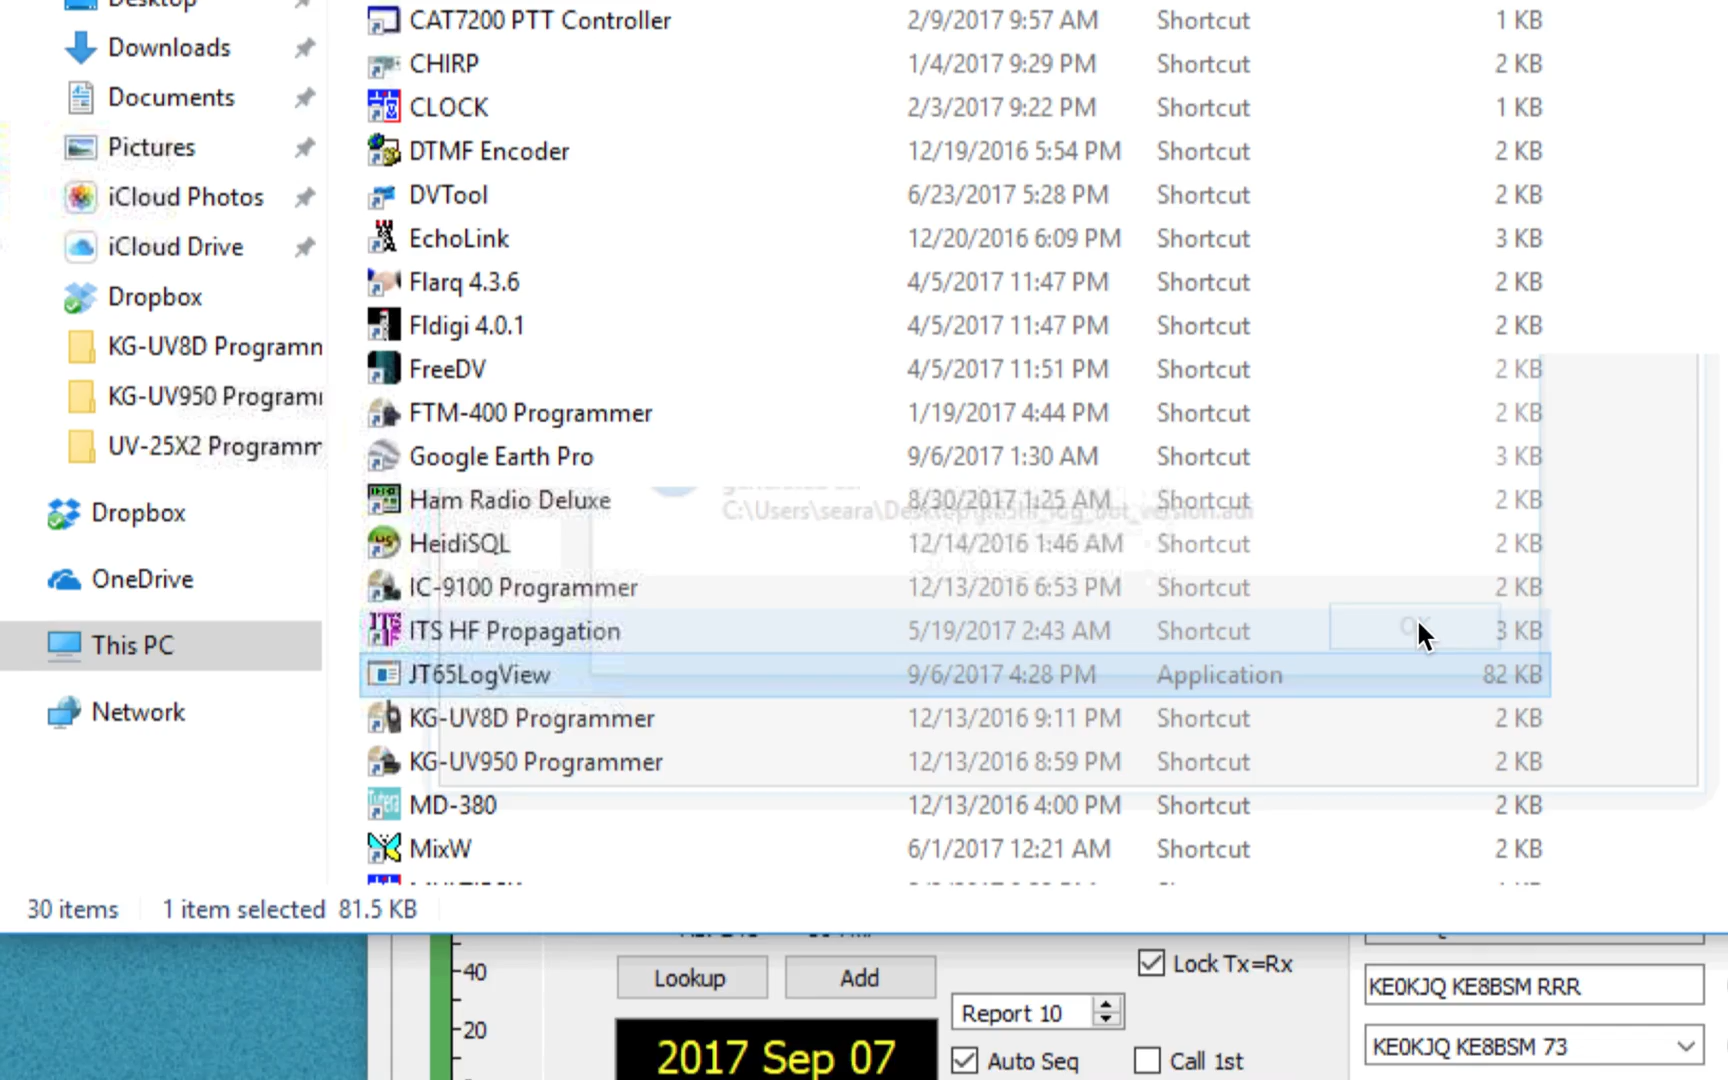 Desktop
Downloads
Documents
Pictures
iCloud Photos
iCloud Drive
Dropbox
KG-UV8D Programn
KG-UV950 Program
UV-25X2 Programm
Dropbox
OneDrive
This PC
Network
CAT7200 PTT Controller 2/9/2017 9:57 AM Shortcut 1 KB
CHIRP 1/4/2017 9:29 PM Shortcut 2 KB
CLOCK 2/3/2017 9:22 PM Shortcut 1 KB
DTMF Encoder 12/19/2016 5:54 PM Shortcut 2 KB
DVTool 6/23/2017 5:28 PM Shortcut 2 KB
EchoLink 12/20/2016 6:09 PM Shortcut 3 KB
Flarq 4.3.6 4/5/2017 11:47 PM Shortcut 2 KB
Fldigi 4.0.1 4/5/2017 11:47 PM Shortcut 2 KB
FreeDV 4/5/2017 11:51 PM Shortcut 2 KB
FTM-400 Programmer 1/19/2017 4:44 PM Shortcut 2 KB
Google Earth Pro 9/6/2017 1:30 AM Shortcut 3 KB
Ham Radio Deluxe 8/30/2017 1:25 AM Shortcut 2 KB
HeidiSQL 12/14/2016 1:46 AM Shortcut 2 KB
IC-9100 Programmer 12/13/2016 6:53 PM Shortcut 2 KB
ITS HF Propagation 5/19/2017 2:43 AM Shortcut 3 KB
JT65LogView 9/6/2017 4:28 PM Application 82 KB
KG-UV8D Programmer 12/13/2016 9:11 PM Shortcut 2 KB
KG-UV950 Programmer 12/13/2016 8:59 PM Shortcut 2 KB
MD-380 12/13/2016 4:00 PM Shortcut 2 KB
MixW 6/1/2017 12:21 AM Shortcut 2 KB
30 items 1 item selected 81.5 KB
40
20
Lookup Add
2017 Sep 07
Lock Tx=Rx
Report 10
Auto Seq Call 1st
KE0KJQ KE8BSM RRR
KE0KJQ KE8BSM 73